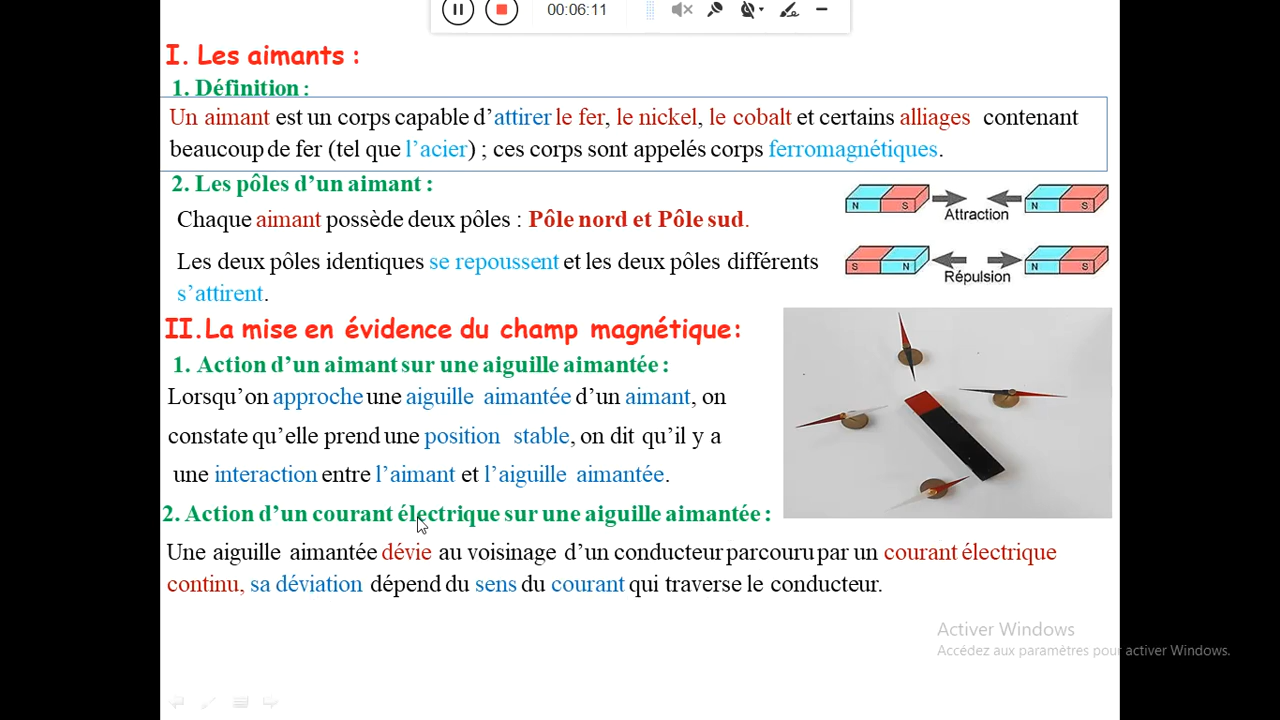 00:06:11
I. Les aimants :
1. Définition :
Un aimant est un corps capable d’attirer le fer, le nickel, le cobalt et certains alliages contenant
beaucoup de fer (tel que l’acier) ; ces corps sont appelés corps ferromagnétiques.
2. Les pôles d’un aimant :
Chaque aimant possède deux pôles : Pôle nord et Pôle sud.
N S N S
Attraction
Les deux pôles identiques se repoussent et les deux pôles différents
s’attirent.
S N N S
Répulsion
II.La mise en évidence du champ magnétique:
1. Action d’un aimant sur une aiguille aimantée :
Lorsqu’on approche une aiguille aimantée d’un aimant, on
constate qu’elle prend une position stable, on dit qu’il y a
une interaction entre l’aimant et l’aiguille aimantée.
2. Action d’un courant électrique sur une aiguille aimantée :
Une aiguille aimantée dévie au voisinage d’un conducteur parcouru par un courant électrique
continu, sa déviation dépend du sens du courant qui traverse le conducteur.
Activer Windows
Accédez aux paramètres pour activer Windows.